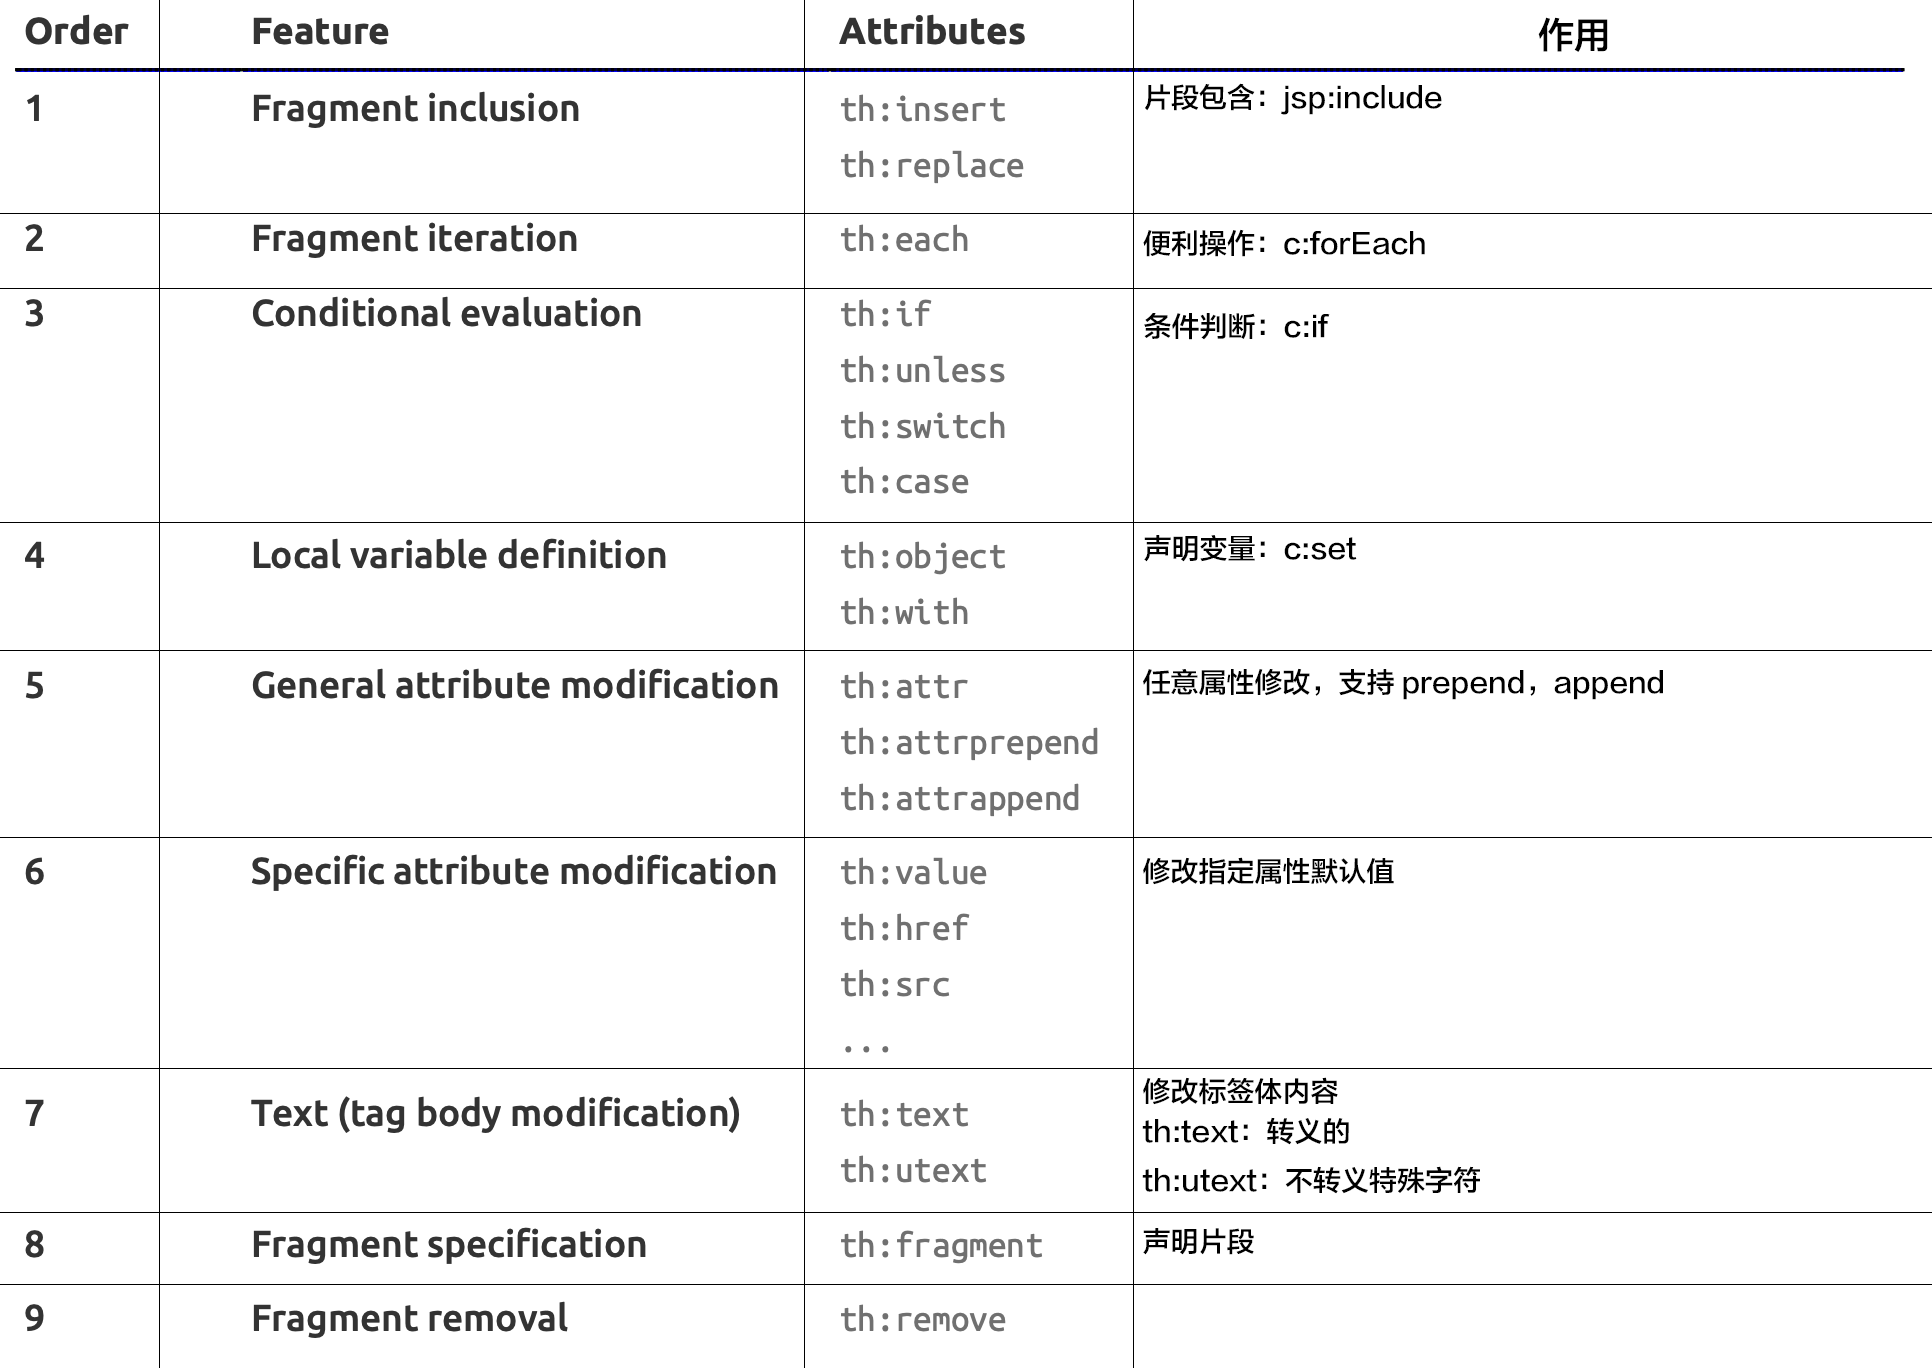 Order Feature Attributes 作用
1 Fragment inclusion th:insert 片段包含：jsp:include
th:replace
2 Fragment iteration th:each 便利操作：c:forEach
3 Conditional evaluation th:if 条件判断：c:if
th:unless
th:switch
th:case
4 Local variable definition th:object 声明变量：c:set
th:with
5 General attribute modification th:attr 任意属性修改，支持 prepend，append
th:attrprepend
th:attrappend
6 Specific attribute modification th:value 修改指定属性默认值
th:href
th:src
...
7 Text (tag body modification) th:text 修改标签体内容
th:text：转义的
th:utext th:utext：不转义特殊字符
8 Fragment specification th:fragment 声明片段
9 Fragment removal th:remove